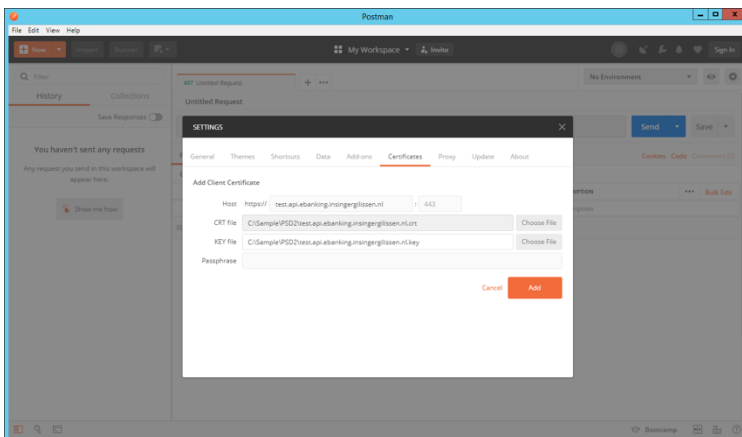 Postman
File Edit View Help
New Import Runner My Workspace Invite Sign In
Filter
History Collections
Save Responses
You haven't sent any requests
Any request you send in this workspace will
appear here.
Show me how
GET Untitled Request
No Environment
Untitled Request
Send Save
Cookies Code Comments (0)
Bulk Edit
SETTINGS
General Themes Shortcuts Data Add-ons Certificates Proxy Update About
Add Client Certificate
Host https:// test.api.ebanking.insingergilissen.nl : 443
CRT file C:\Sample\PSD2\test.api.ebanking.insingergilissen.nl.crt Choose File
KEY file C:\Sample\PSD2\test.api.ebanking.insingergilissen.nl.key Choose File
Passphrase
Cancel Add
Bootcamp